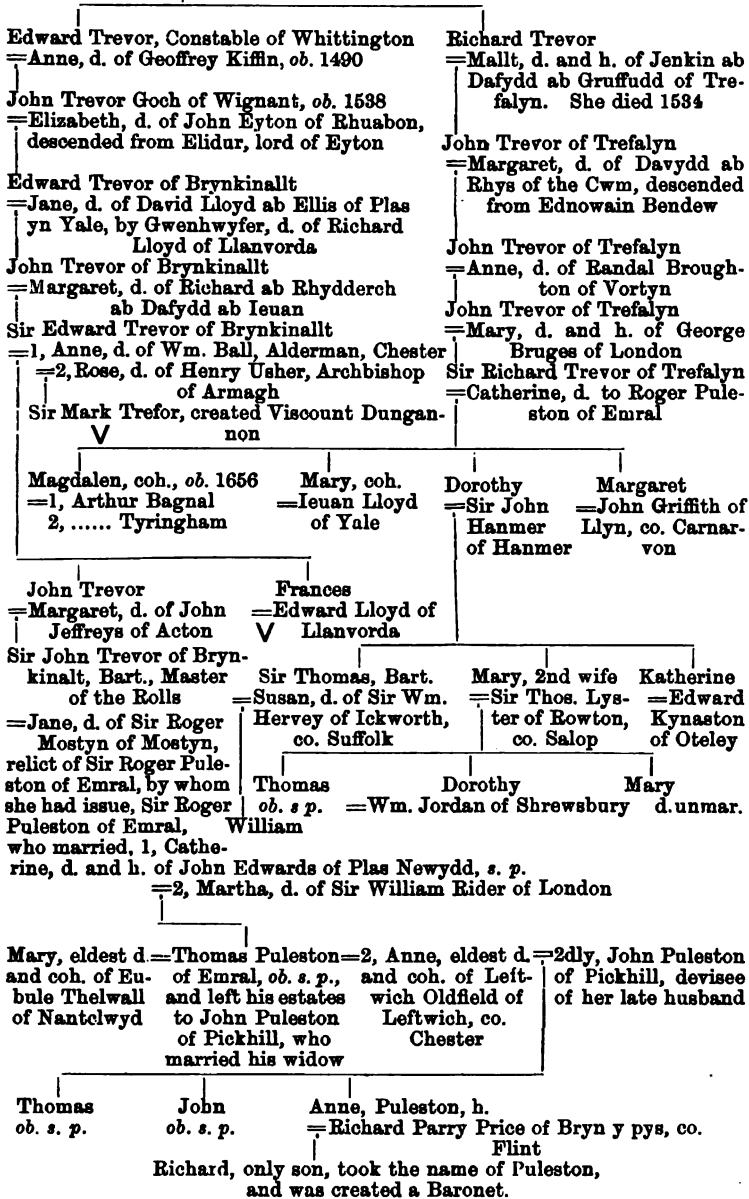 Edward Trevor, Constable of Whittington
=Anne, d. of Geoffrey Kiffin, ob. 1490
John Trevor Goch of Wignant, ob. 1538
=Elizabeth, d. of John Eyton of Rhuabon,
descended from Elidur, lord of Eyton
Edward Trevor of Brynkinallt
=Jane, d. of David Lloyd ab Ellis of Plas
yn Yale, by Gwenhwyfer, d. of Richard
Lloyd of Llanvorda
John Trevor of Brynkinallt
=Margaret, d. of Richard ab Rhydderch
ab Dafydd ab Ieuan
Sir Edward Trevor of Brynkinallt
=1, Anne, d. of Wm. Ball, Alderman, Chester
=2, Rose, d. of Henry Usher, Archbishop
of Armagh
Sir Mark Trefor, created Viscount Dungan-
V non
Richard Trevor
=Mallt, d. and h. of Jenkin ab
Dafydd ab Gruffudd of Tre-
falyn. She died 1534
John Trevor of Trefalyn
=Margaret, d. of Davydd ab
Rhys of the Cwm, descended
from Ednowain Bendew
John Trevor of Trefalyn
=Anne, d. of Randal Brough-
ton of Vortyn
John Trevor of Trefalyn
=Mary, d. and h. of George
Bruges of London
Sir Richard Trevor of Trefalyn
=Catherine, d. to Roger Pule-
ston of Emral
Magdalen, coh., ob. 1656
=1, Arthur Bagnal
2, ...... Tyringham
Mary, coh.
=Ieuan Lloyd
of Yale
Dorothy
=Sir John
Hanmer
of Hanmer
Margaret
=John Griffith of
Llyn, co. Carnar-
von
John Trevor
=Margaret, d. of John
Jeffreys of Acton
Frances
=Edward Lloyd of
V Llanvorda
Sir John Trevor of Bryn-
kinalt, Bart., Master
of the Rolls
=Jane, d. of Sir Roger
Mostyn of Mostyn,
relict of Sir Roger Pule-
ston of Emral, by whom
she had issue, Sir Roger
Puleston of Emral,
who married, 1, Cathe-
rine, d. and h. of John Edwards of Plas Newydd, s. p.
=2, Martha, d. of Sir William Rider of London
Sir Thomas, Bart.
=Susan, d. of Sir Wm.
Hervey of Ickworth,
co. Suffolk
William
Mary, 2nd wife
=Sir Thos. Lys-
ter of Rowton,
co. Salop
Katherine
=Edward
Kynaston
of Oteley
Thomas
ob. s p.
Dorothy
=Wm. Jordan of Shrewsbury
Mary
d. unmar.
Mary, eldest d.
and coh. of Eu-
bule Thelwall
of Nantclwyd
=Thomas Puleston
of Emral, ob. s. p.,
and left his estates
to John Puleston
of Pickhill, who
married his widow
=2, Anne, eldest d.
and coh. of Left-
wich Oldfield of
Leftwich, co.
Chester
=2dly, John Puleston
of Pickhill, devisee
of her late husband
Thomas
ob. s. p.
John
ob. s. p.
Anne, Puleston, h.
=Richard Parry Price of Bryn y pys, co.
Flint
Richard, only son, took the name of Puleston,
and was created a Baronet.